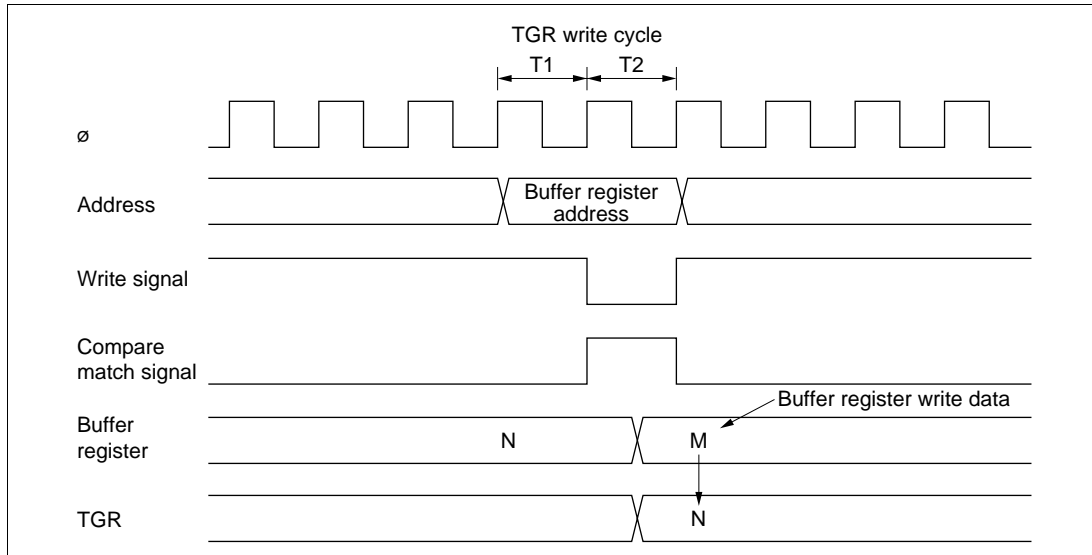 TGR write cycle
T1 T2
ø
Address
Buffer register
address
Write signal
Compare
match signal
Buffer register write data
Buffer
register
N M
TGR
N